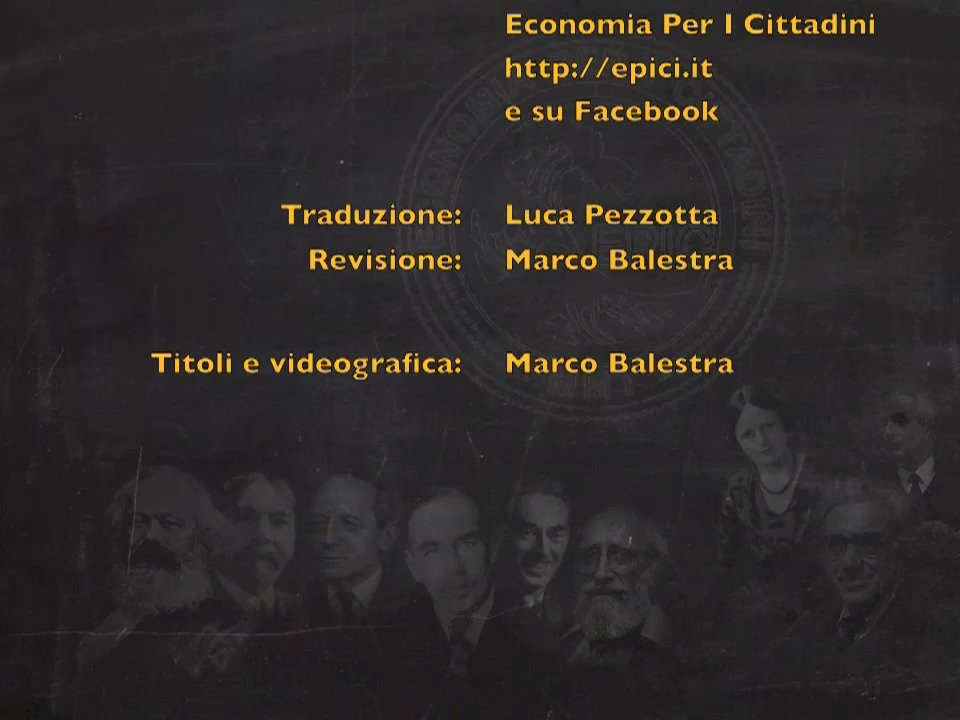 Economia Per I Cittadini
http://epici.it
e su Facebook
Traduzione: Luca Pezzotta
Revisione: Marco Balestra
Titoli e videografica: Marco Balestra